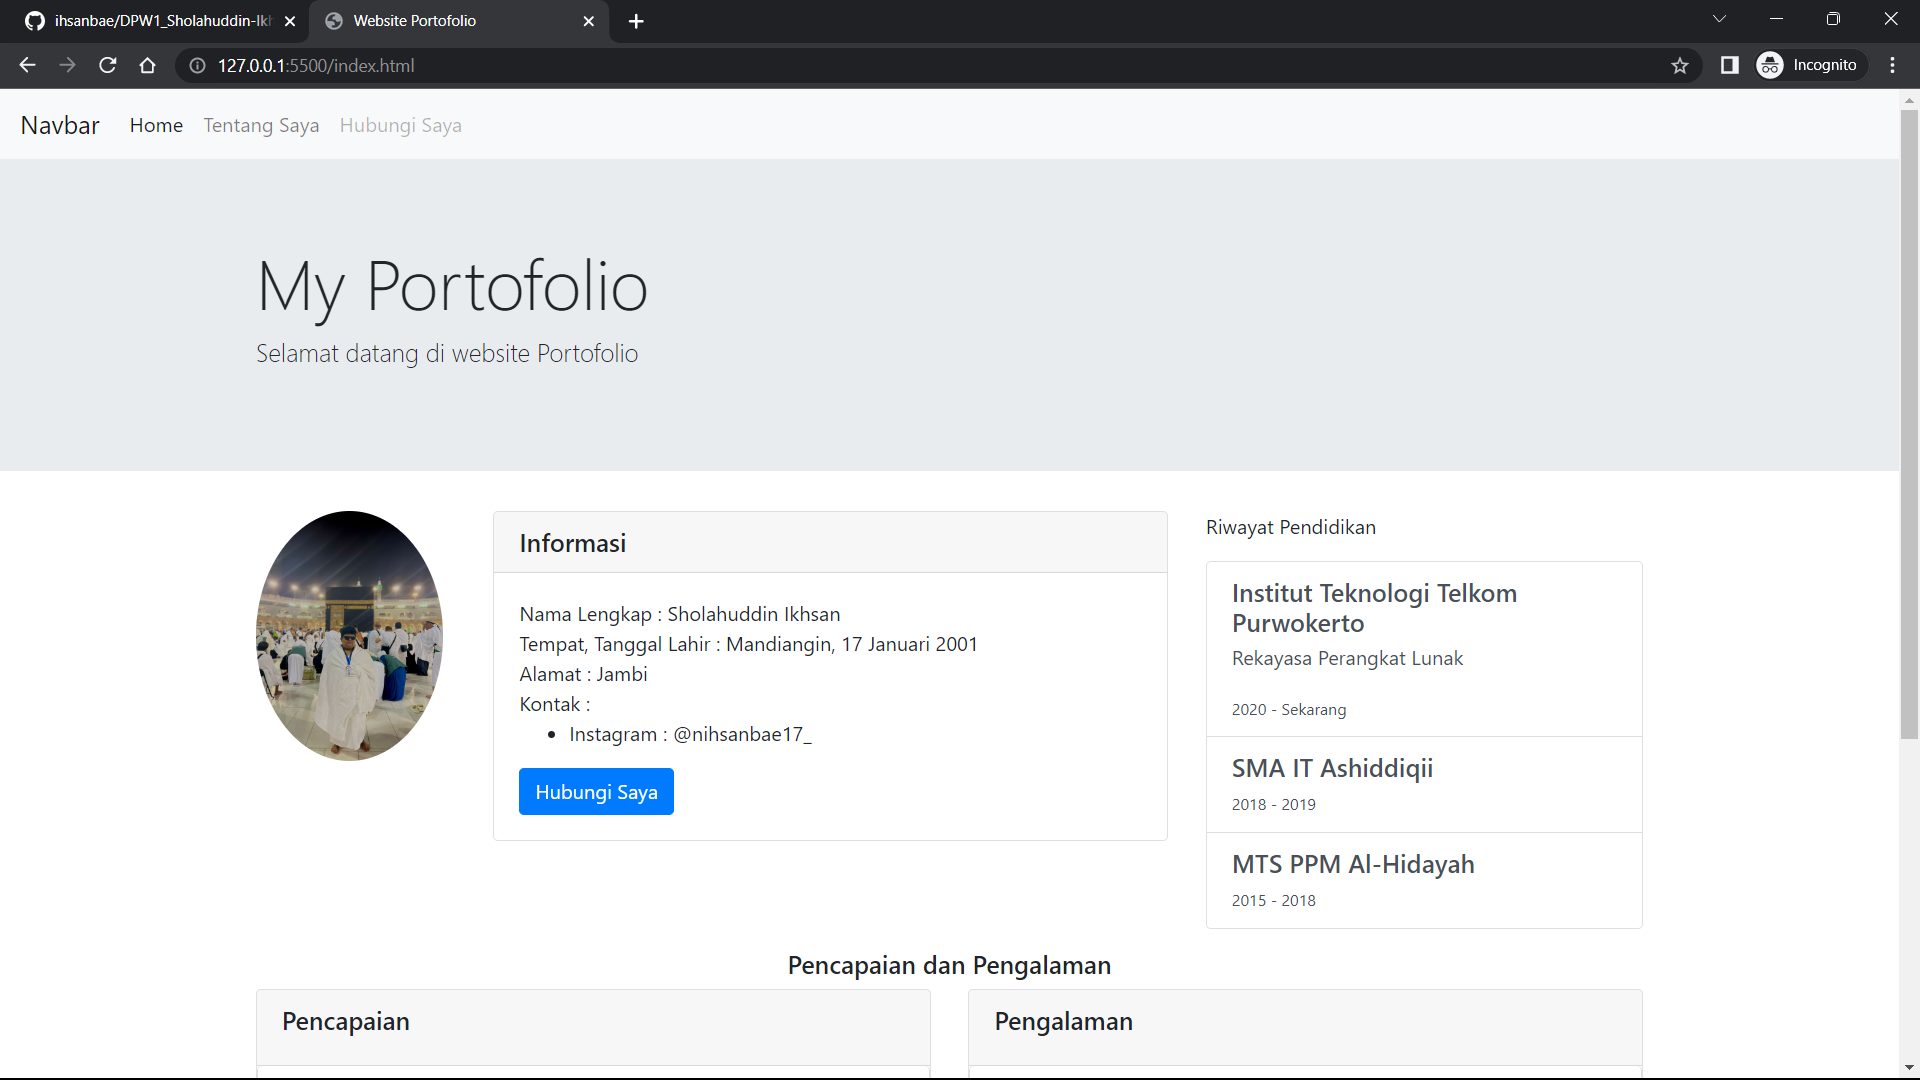 ihsanbae/DPW1_Sholahuddin-Ikh
Website Portofolio
127.0.0.1:5500/index.html
Incognito
Navbar Home Tentang Saya Hubungi Saya
My Portofolio
Selamat datang di website Portofolio
Informasi
Nama Lengkap : Sholahuddin Ikhsan
Tempat, Tanggal Lahir : Mandiangin, 17 Januari 2001
Alamat : Jambi
Kontak :
• Instagram : @nihsanbae17_
Hubungi Saya
Riwayat Pendidikan
Institut Teknologi Telkom
Purwokerto
Rekayasa Perangkat Lunak
2020 - Sekarang
SMA IT Ashiddiqii
2018 - 2019
MTS PPM Al-Hidayah
2015 - 2018
Pencapaian dan Pengalaman
Pencapaian
Pengalaman